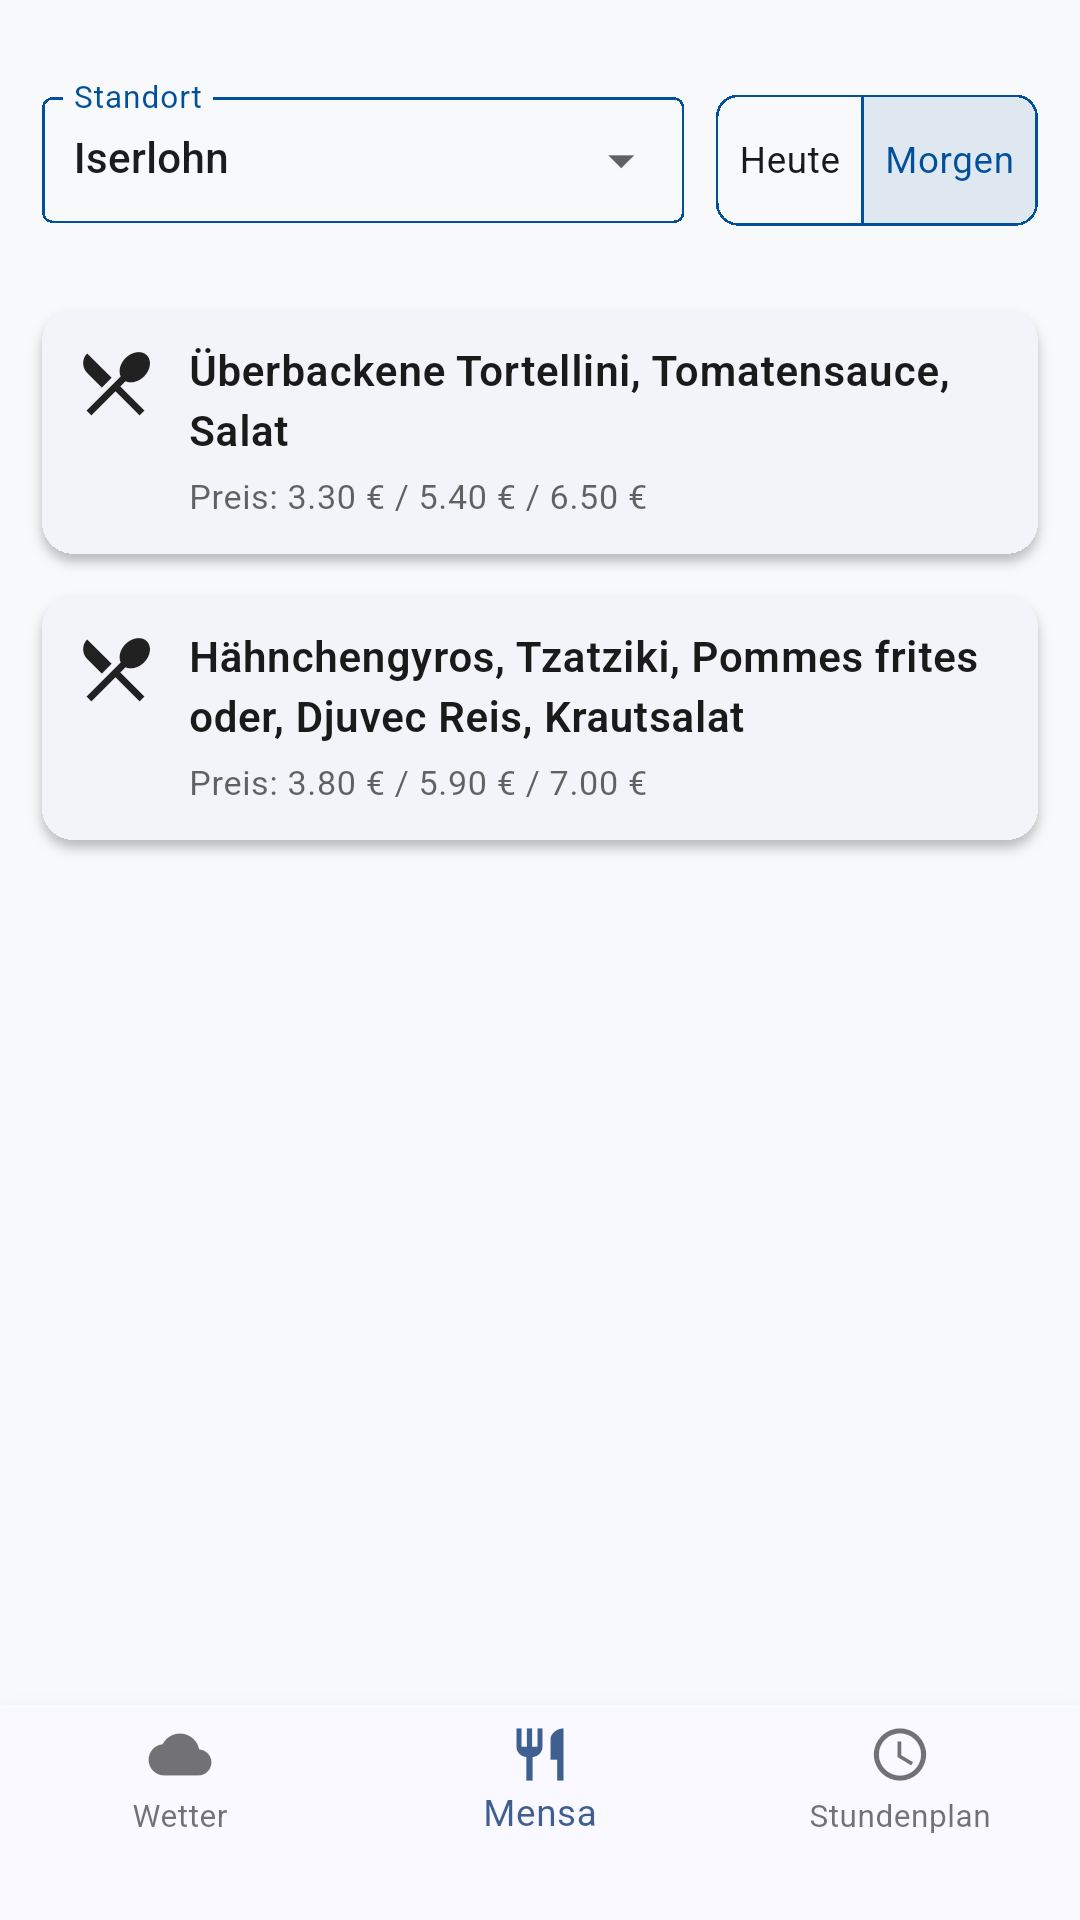 Standort
Iserlohn
Heute
Morgen
Überbackene Tortellini, Tomatensauce,
Salat
Preis: 3.30 € / 5.40 € / 6.50 €
Hähnchengyros, Tzatziki, Pommes frites
oder, Djuvec Reis, Krautsalat
Preis: 3.80 € / 5.90 € / 7.00 €
Wetter
Mensa
Stundenplan